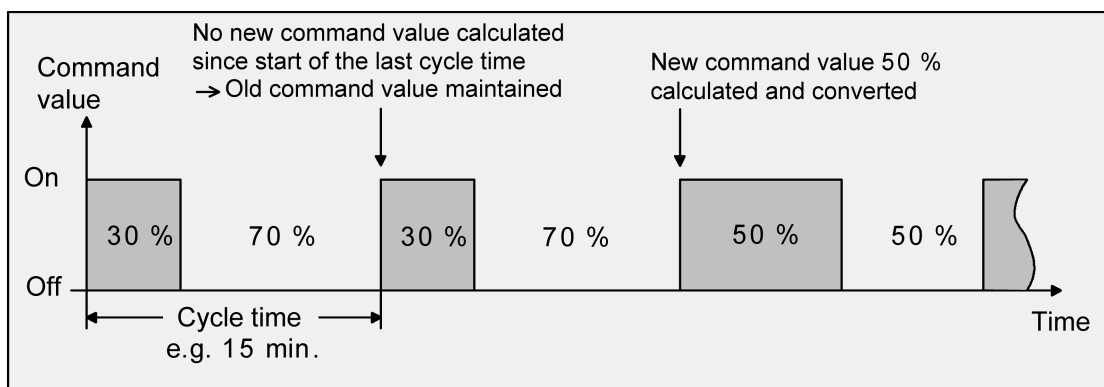 No new command value calculated
since start of the last cycle time
→ Old command value maintained
New command value 50 %
calculated and converted
Command
value
On
30 %
70 %
30 %
70 %
50 %
50 %
Off
Cycle time
e.g. 15 min.
Time